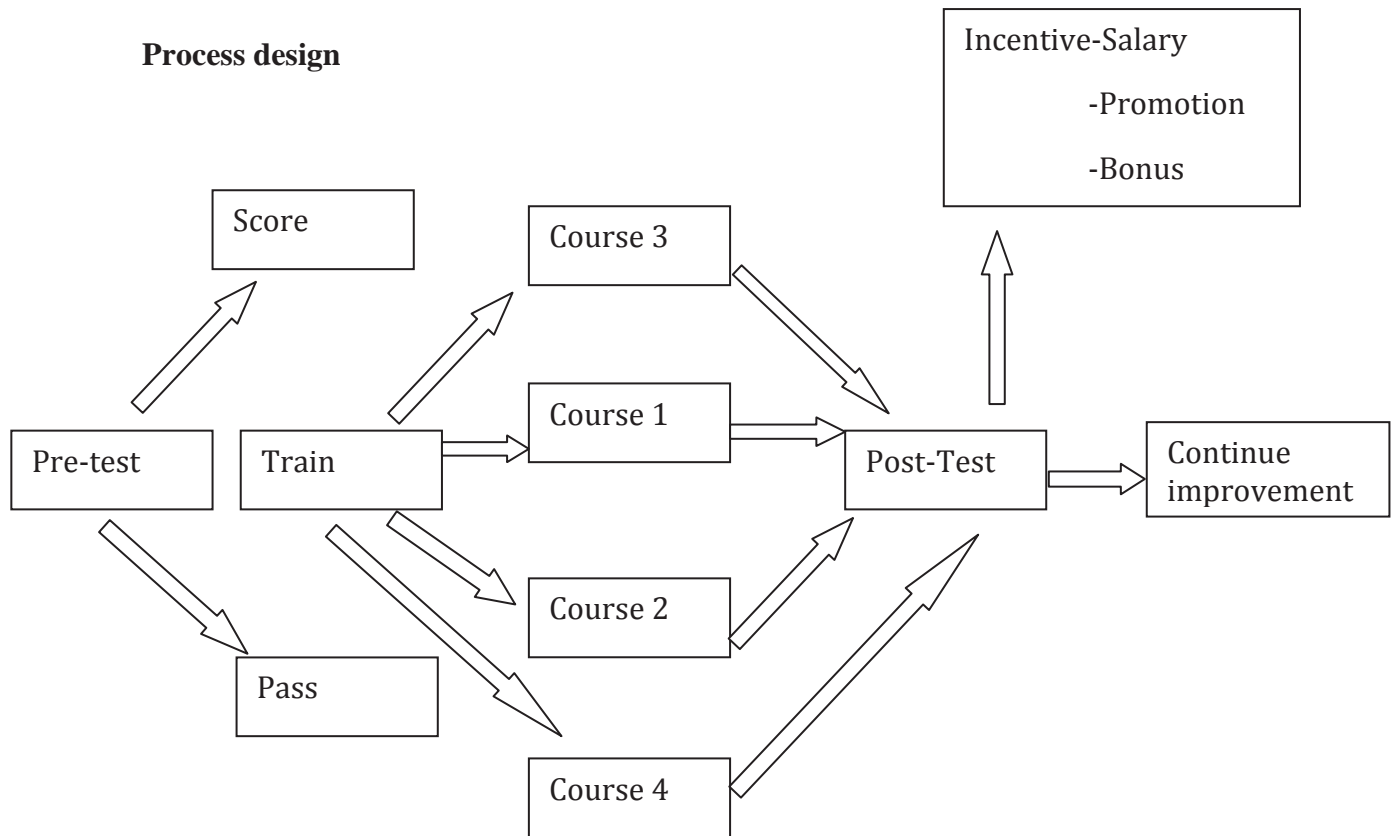 Process design
Incentive-Salary
-Promotion
-Bonus
Score
Course 3
Course 1
Pre-test
Train
Post-Test
Continue
improvement
Course 2
Pass
Course 4